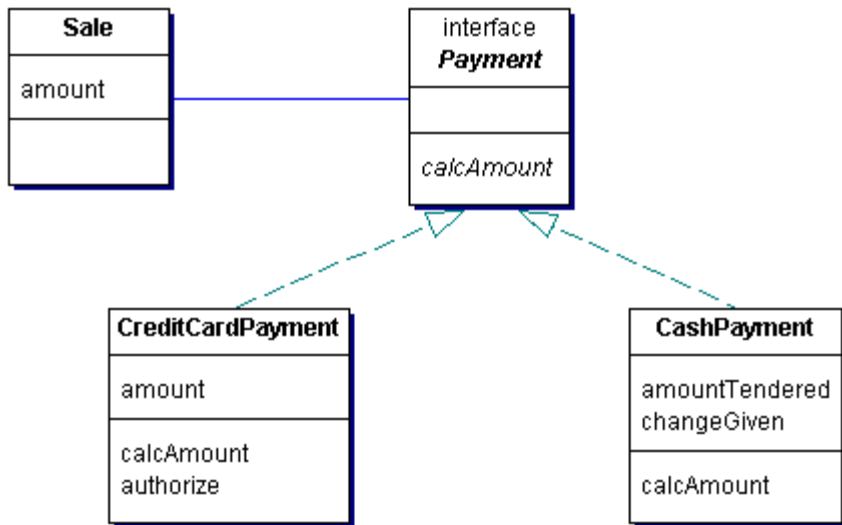 Sale
amount
interface
Payment
calcAmount
CreditCardPayment
amount
calcAmount
authorize
CashPayment
amountTendered
changeGiven
calcAmount